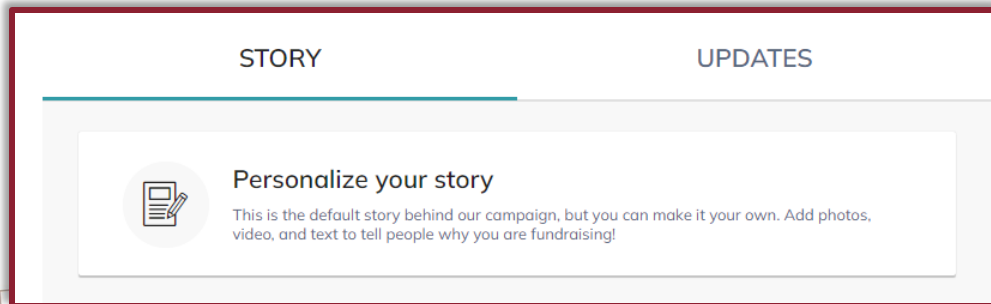 STORY
UPDATES
Personalize your story
This is the default story behind our campaign, but you can make it your own. Add photos,
video, and text to tell people why you are fundraising!